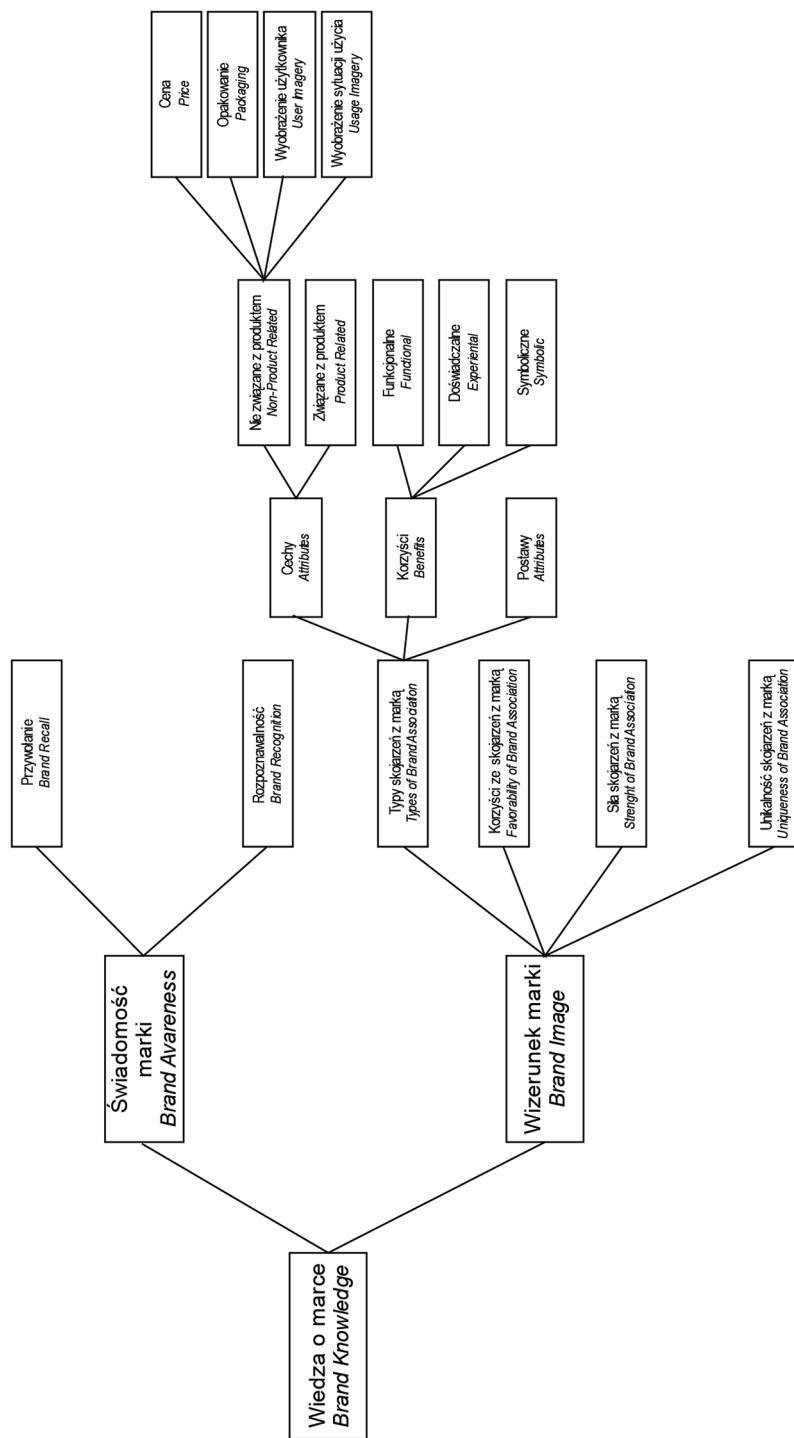 Wiedza o marce
Brand Knowledge
Świadomość
marki
Brand Avareness
Wizerunek marki
Brand Image
Przywołanie
Brand Recall
Rozpoznawalność
Brand Recognition
Typy skojarzeń z marką
Types of Brand Association
Korzyści ze skojarzeń z marką
Favorability of Brand Association
Siła skojarzeń z marką
Strenght of Brand Association
Unikalność skojarzeń z marką
Uniqueness of Brand Association
Cechy
Attributes
Korzyści
Benefits
Postawy
Attributes
Nie związane z produktem
Non-Product Related
Związane z produktem
Product Related
Funkcjonalne
Functional
Doświadczalne
Experiental
Symboliczne
Symbolic
Cena
Price
Opakowanie
Packaging
Wyobrażenie użytkownika
User Imagery
Wyobrażenie sytuacji użycia
Usage Imagery